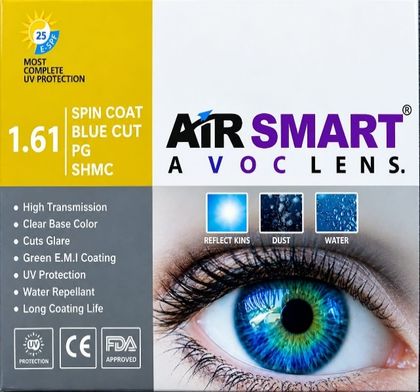 25
E-SPF
MOST
COMPLETE
UV PROTECTION
1.61
SPIN COAT
BLUE CUT
PG
SHMC
AIR SMART®
A VOC LENS.
REFLECT KINS
DUST
WATER
• High Transmission
• Clear Base Color
• Cuts Glare
• Green E.M.I Coating
• UV Protection
• Water Repellant
• Long Coating Life
UV
PROTECTION
CE
FDA
APPROVED